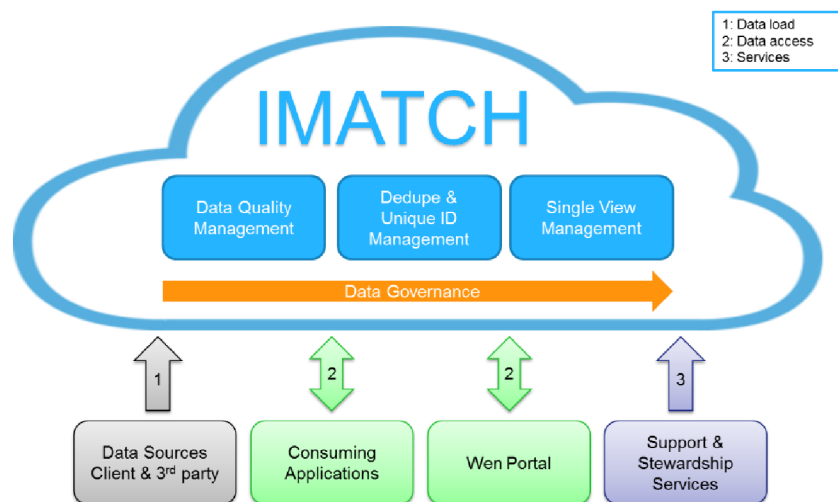 1: Data load
2: Data access
3: Services
IMATCH
Data Quality
Management
Dedupe &
Unique ID
Management
Single View
Management
Data Governance
1
2
2
3
Data Sources
Client & 3rd party
Consuming
Applications
Wen Portal
Support &
Stewardship
Services